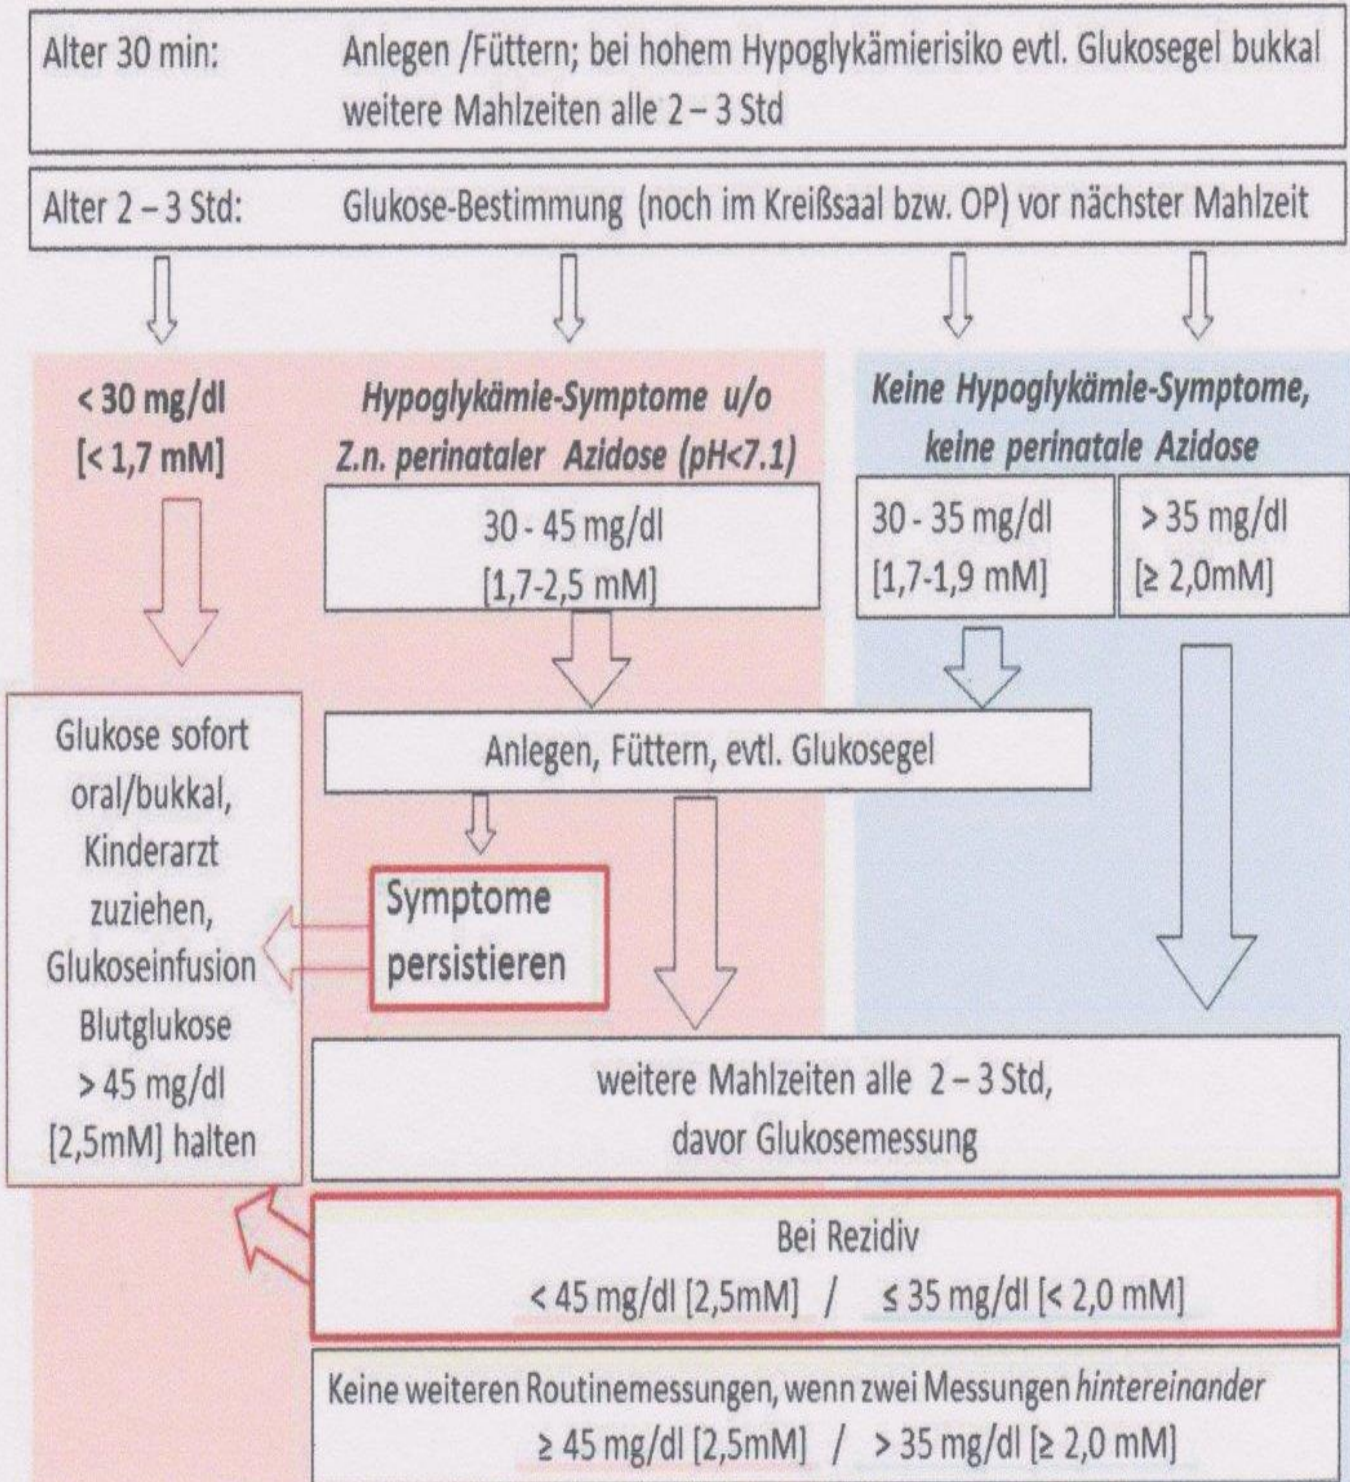 Alter 30 min: Anlegen /Füttern; bei hohem Hypoglykämierisiko evtl. Glukosegel bukkal
weitere Mahlzeiten alle 2 – 3 Std
Alter 2 – 3 Std: Glukose-Bestimmung (noch im Kreißsaal bzw. OP) vor nächster Mahlzeit
< 30 mg/dl
[< 1,7 mM]
Hypoglykämie-Symptome u/o
Z.n. perinataler Azidose (pH<7.1)
30 - 45 mg/dl
[1,7-2,5 mM]
Keine Hypoglykämie-Symptome,
keine perinatale Azidose
30 - 35 mg/dl
[1,7-1,9 mM]
> 35 mg/dl
[≥ 2,0mM]
Glukose sofort
oral/bukkal,
Kinderarzt
zuziehen,
Glukoseinfusion
Blutglukose
> 45 mg/dl
[2,5mM] halten
Anlegen, Füttern, evtl. Glukosegel
Symptome
persistieren
weitere Mahlzeiten alle 2 – 3 Std,
davor Glukosemessung
Bei Rezidiv
< 45 mg/dl [2,5mM] / ≤ 35 mg/dl [< 2,0 mM]
Keine weiteren Routinemessungen, wenn zwei Messungen hintereinander
≥ 45 mg/dl [2,5mM] / > 35 mg/dl [≥ 2,0 mM]